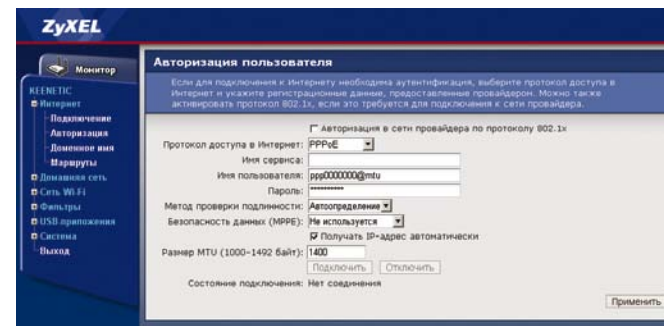 ZyXEL
Монитор
KEENETIC
Интернет
Подключение
Авторизация
Доменное имя
Маршруты
Домашняя сеть
Сеть Wi-Fi
Фильтры
USB приложения
Система
Выход
Авторизация пользователя
Если для подключения к Интернету необходима аутентификация, выберите протокол доступа в
Интернет и укажите регистрационные данные, предоставленные провайдером. Можно также
активировать протокол 802.1x, если это требуется для подключения к сети провайдера.
Авторизация в сети провайдера по протоколу 802.1x
Протокол доступа в Интернет: PPPoE
Имя сервиса:
Имя пользователя: ppp0000000@mtu
Пароль: **********
Метод проверки подлинности: Автоопределение
Безопасность данных (MPPE): Не используется
Получать IP-адрес автоматически
Размер MTU (1000-1492 байт): 1400
Подключить Отключить
Состояние подключения: Нет соединения
Применить